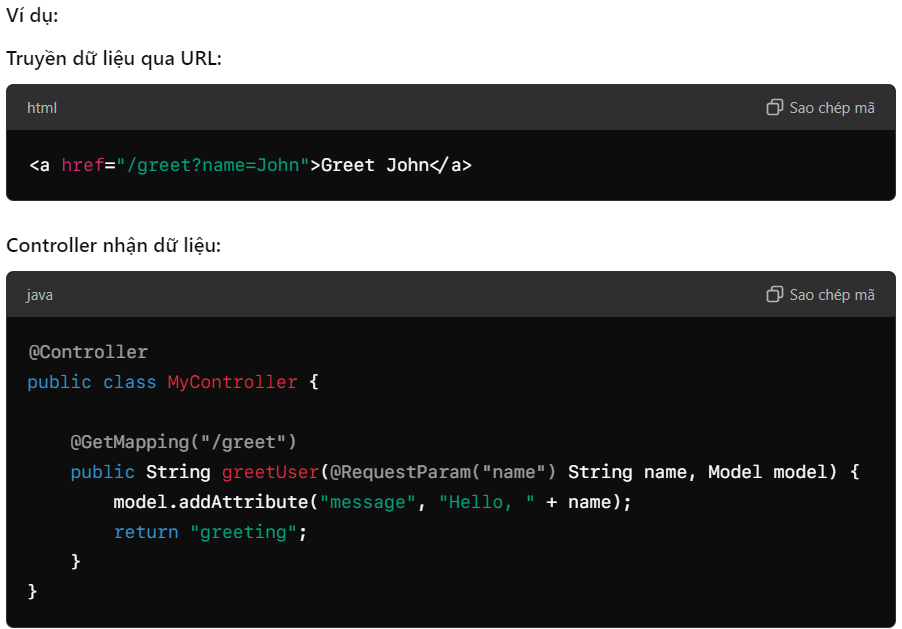 Ví dụ:
Truyền dữ liệu qua URL:
html
Sao chép mã
<a href="/greet?name=John">Greet John</a>
Controller nhận dữ liệu:
java
Sao chép mã
@Controller
public class MyController {
    @GetMapping("/greet")
    public String greetUser(@RequestParam("name") String name, Model model) {
        model.addAttribute("message", "Hello, " + name);
        return "greeting";
    }
}